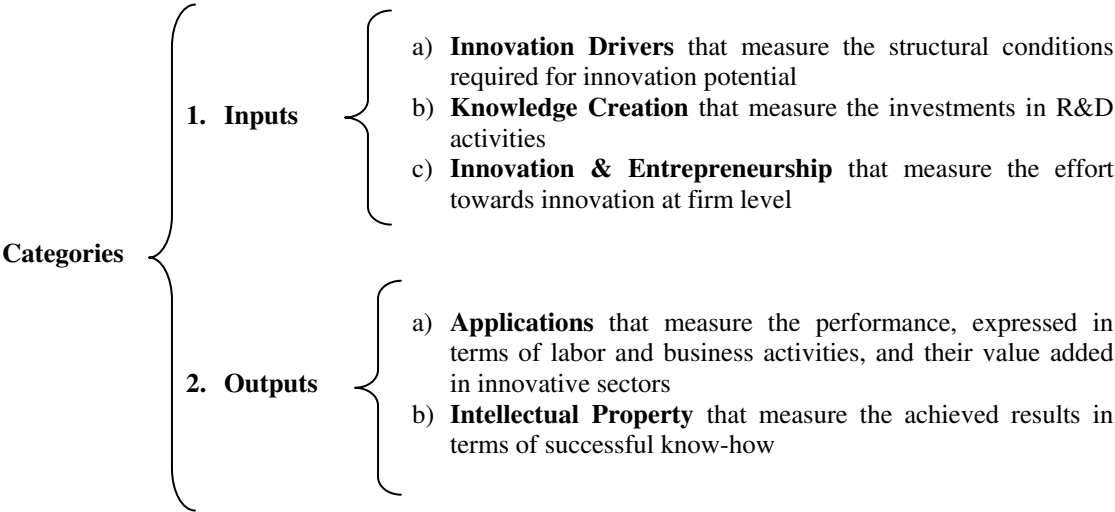 Categories
1. Inputs
a) Innovation Drivers that measure the structural conditions
required for innovation potential
b) Knowledge Creation that measure the investments in R&D
activities
c) Innovation & Entrepreneurship that measure the effort
towards innovation at firm level
2. Outputs
a) Applications that measure the performance, expressed in
terms of labor and business activities, and their value added
in innovative sectors
b) Intellectual Property that measure the achieved results in
terms of successful know-how